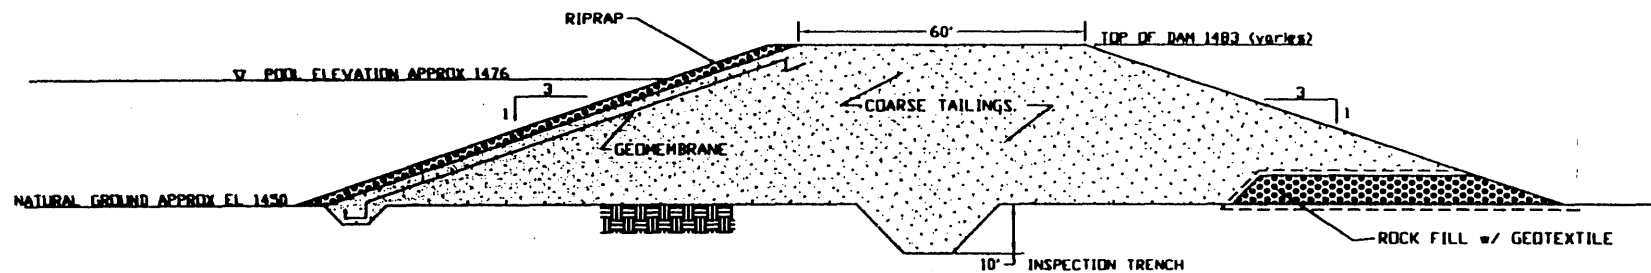 RIPRAP
60'
TOP OF DAM 1483 (varies)
POOL ELEVATION APPROX 1476
3
1
3
1
COARSE TAILINGS
GEOMEMBRANE
NATURAL GROUND APPROX EL 1450
ROCK FILL w/ GEOTEXTILE
10' INSPECTION TRENCH